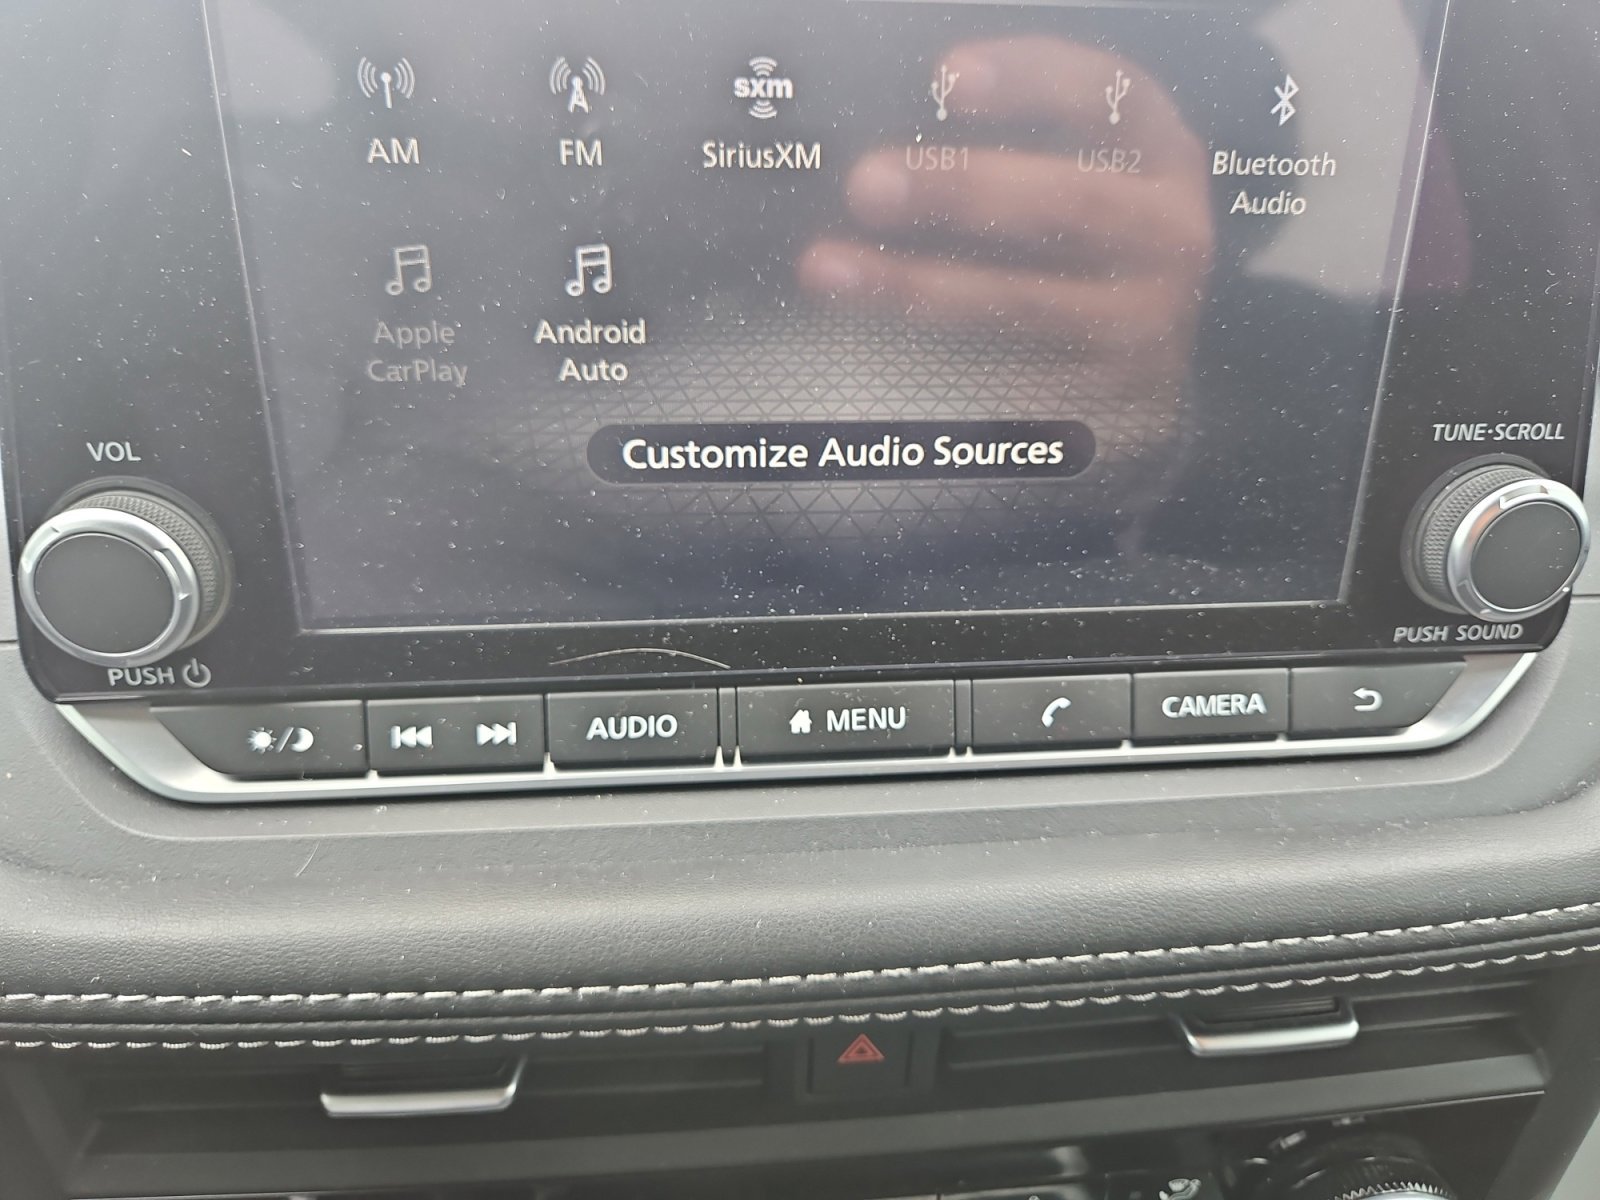 AM
FM
sxm
SiriusXM
USB1
USB2
Bluetooth
Audio
Apple
CarPlay
Android
Auto
Customize Audio Sources
VOL
PUSH
TUNE·SCROLL
PUSH SOUND
AUDIO
MENU
CAMERA